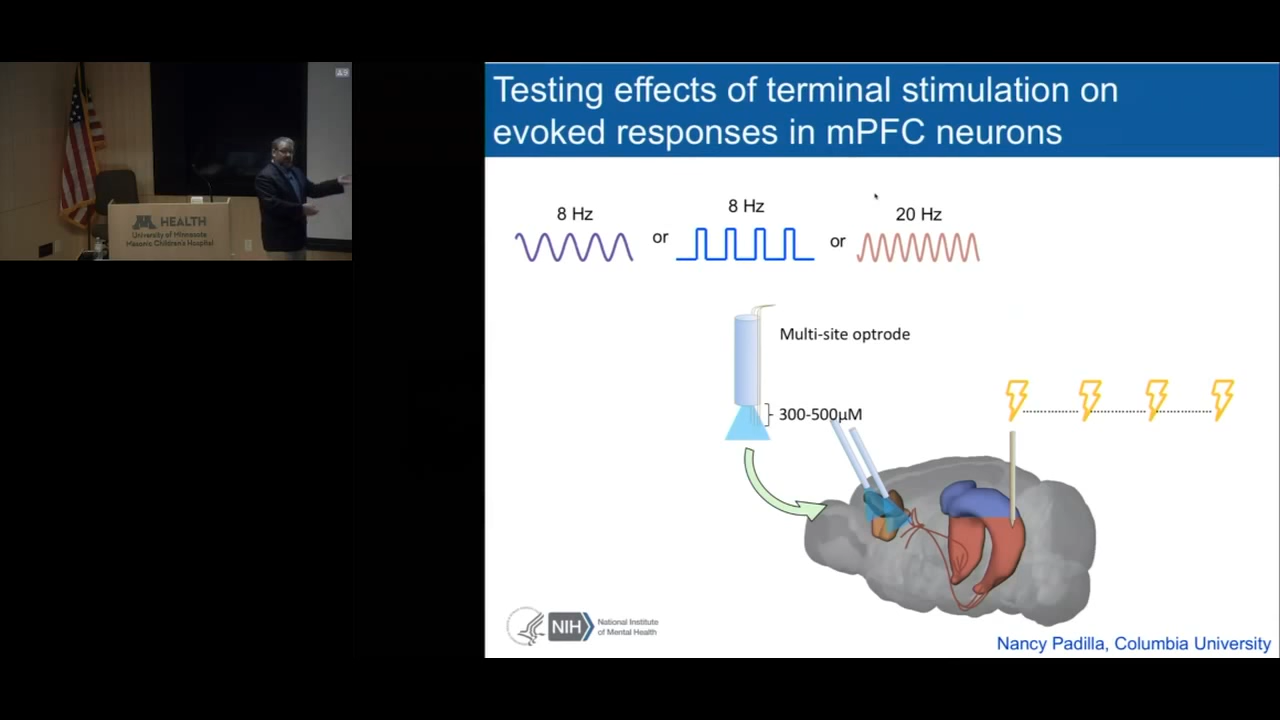 HEALTH
University of Minnesota
Masonic Children's Hospital
Testing effects of terminal stimulation on
evoked responses in mPFC neurons
8 Hz
or
8 Hz
or
20 Hz
Multi-site optrode
300-500µM
NIH
National Institute
of Mental Health
Nancy Padilla, Columbia University